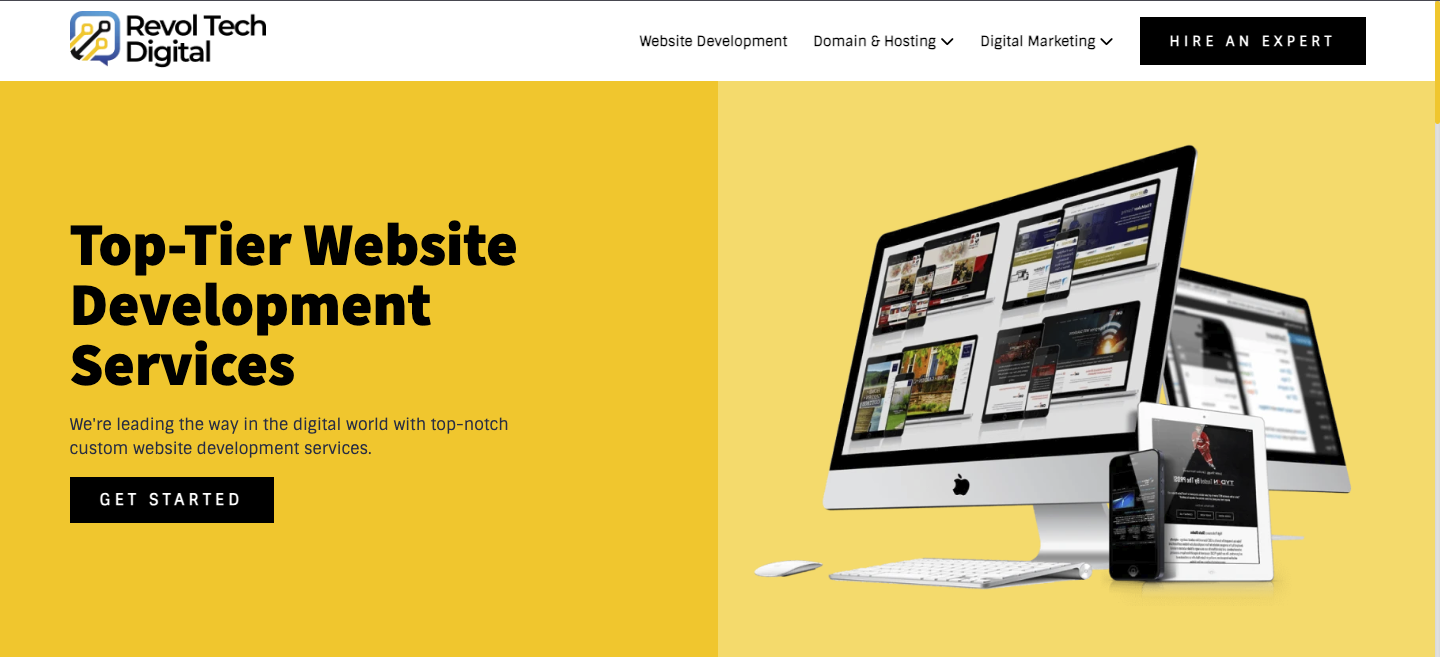 Revol Tech
Digital
Website Development
Domain & Hosting
Digital Marketing
HIRE AN EXPERT
Top-Tier Website
Development
Services
We're leading the way in the digital world with top-notch
custom website development services.
GET STARTED